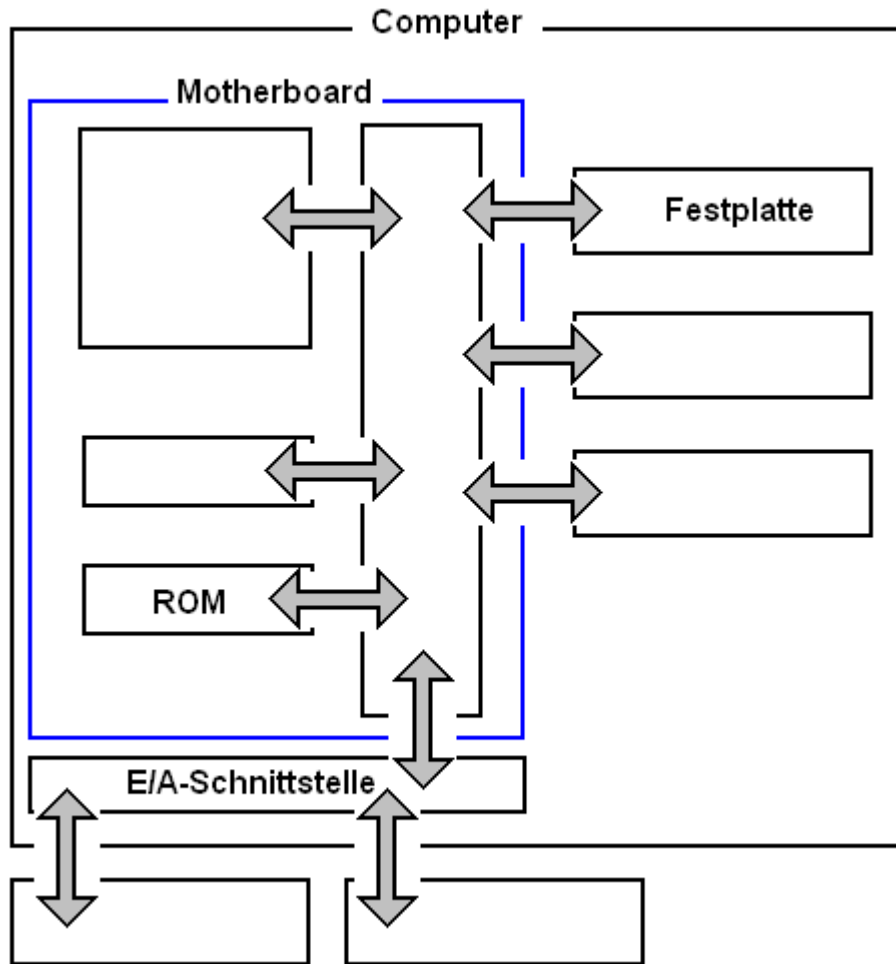 Computer
Motherboard
Festplatte
ROM
E/A-Schnittstelle